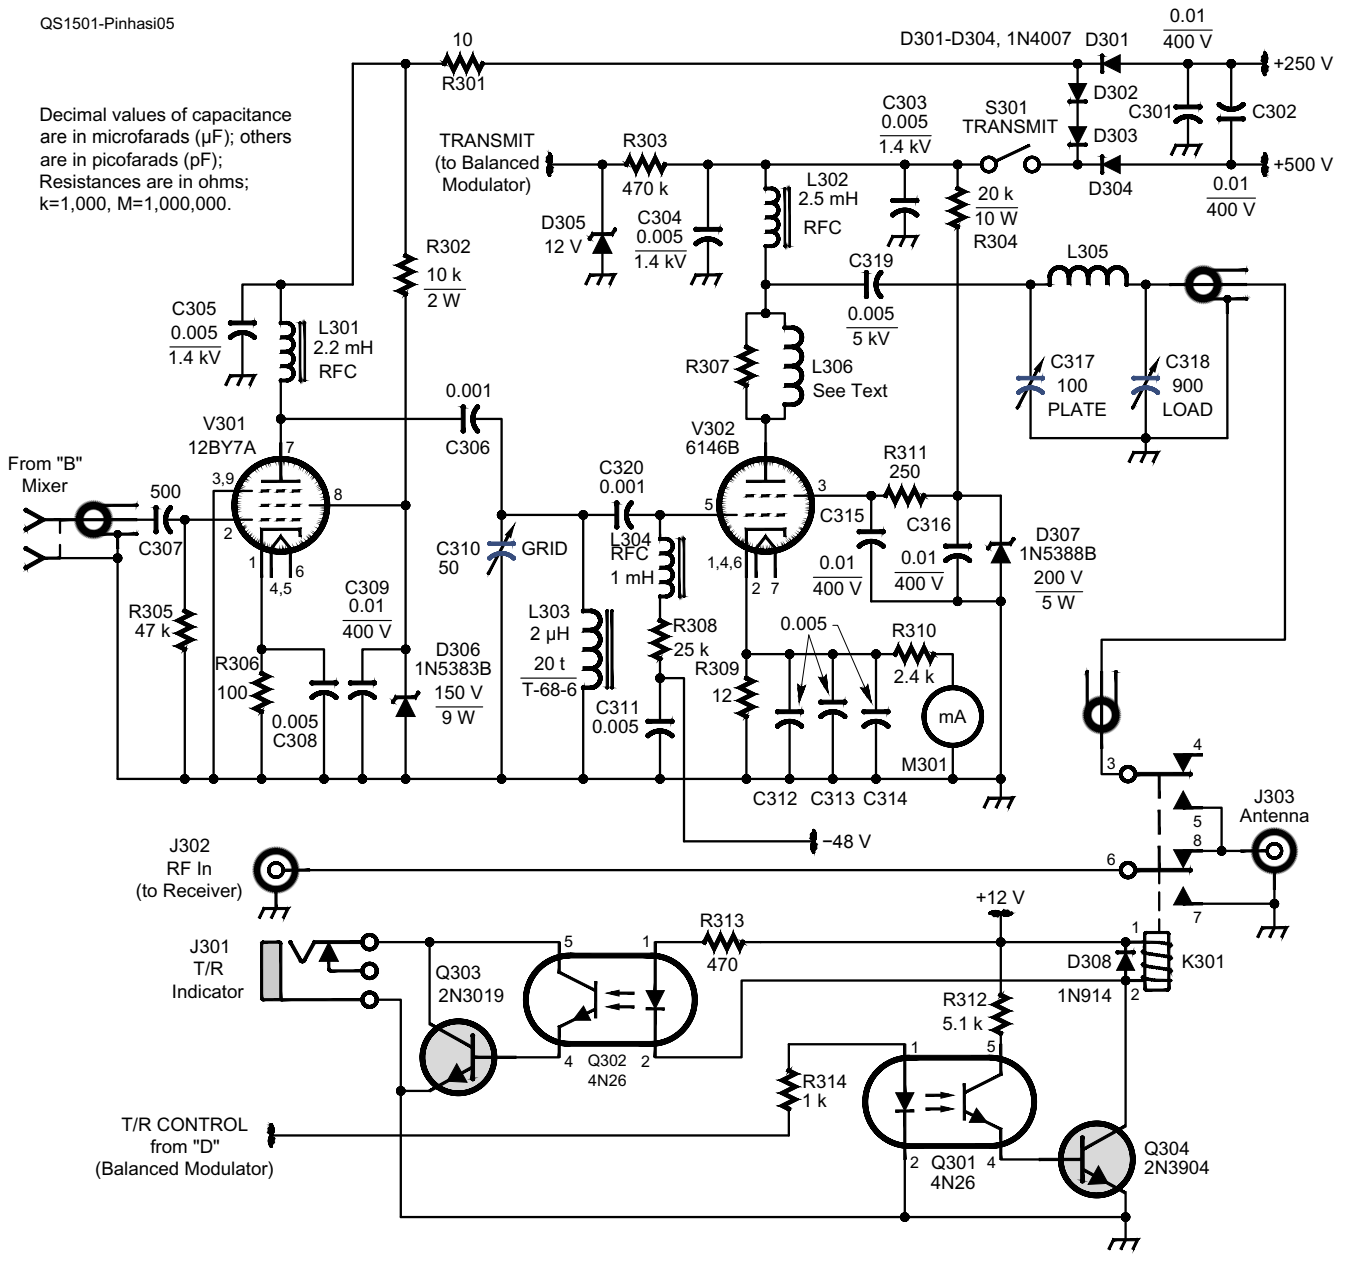 QS1501-Pinhasi05
Decimal values of capacitance
are in microfarads (µF); others
are in picofarads (pF);
Resistances are in ohms;
k=1,000, M=1,000,000.
10
R301
D301-D304, 1N4007
D301
0.01
400 V
+250 V
D302
C301
C302
D303
D304
+500 V
0.01
400 V
TRANSMIT
(to Balanced
Modulator)
R303
470 k
D305
12 V
C304
0.005
1.4 kV
L302
2.5 mH
RFC
C303
0.005
1.4 kV
S301
TRANSMIT
20 k
10 W
R304
R302
10 k
2 W
C305
0.005
1.4 kV
L301
2.2 mH
RFC
C319
0.005
5 kV
L305
R307
L306
See Text
C317
100
PLATE
C318
900
LOAD
0.001
C306
V301
12BY7A
7
3,9
8
2
1
4,5
6
From "B"
Mixer
500
C307
R305
47 k
R306
100
0.005
C308
C309
0.01
400 V
D306
1N5383B
150 V
9 W
C310
50
GRID
L303
2 µH
20 t
T-68-6
C320
0.001
L304
RFC
1 mH
R308
25 k
C311
0.005
V302
6146B
5
3
1,4,6
2
7
R309
12
0.005
C312
C313
C314
R310
2.4 k
mA
M301
R311
250
C315
0.01
400 V
C316
0.01
400 V
D307
1N5388B
200 V
5 W
−48 V
J302
RF In
(to Receiver)
3
4
5
6
8
7
J303
Antenna
J301
T/R
Indicator
Q303
2N3019
5
1
4
2
Q302
4N26
R313
470
+12 V
1
2
D308
1N914
K301
R312
5.1 k
R314
1 k
1
5
2
4
Q301
4N26
Q304
2N3904
T/R CONTROL
from "D"
(Balanced Modulator)